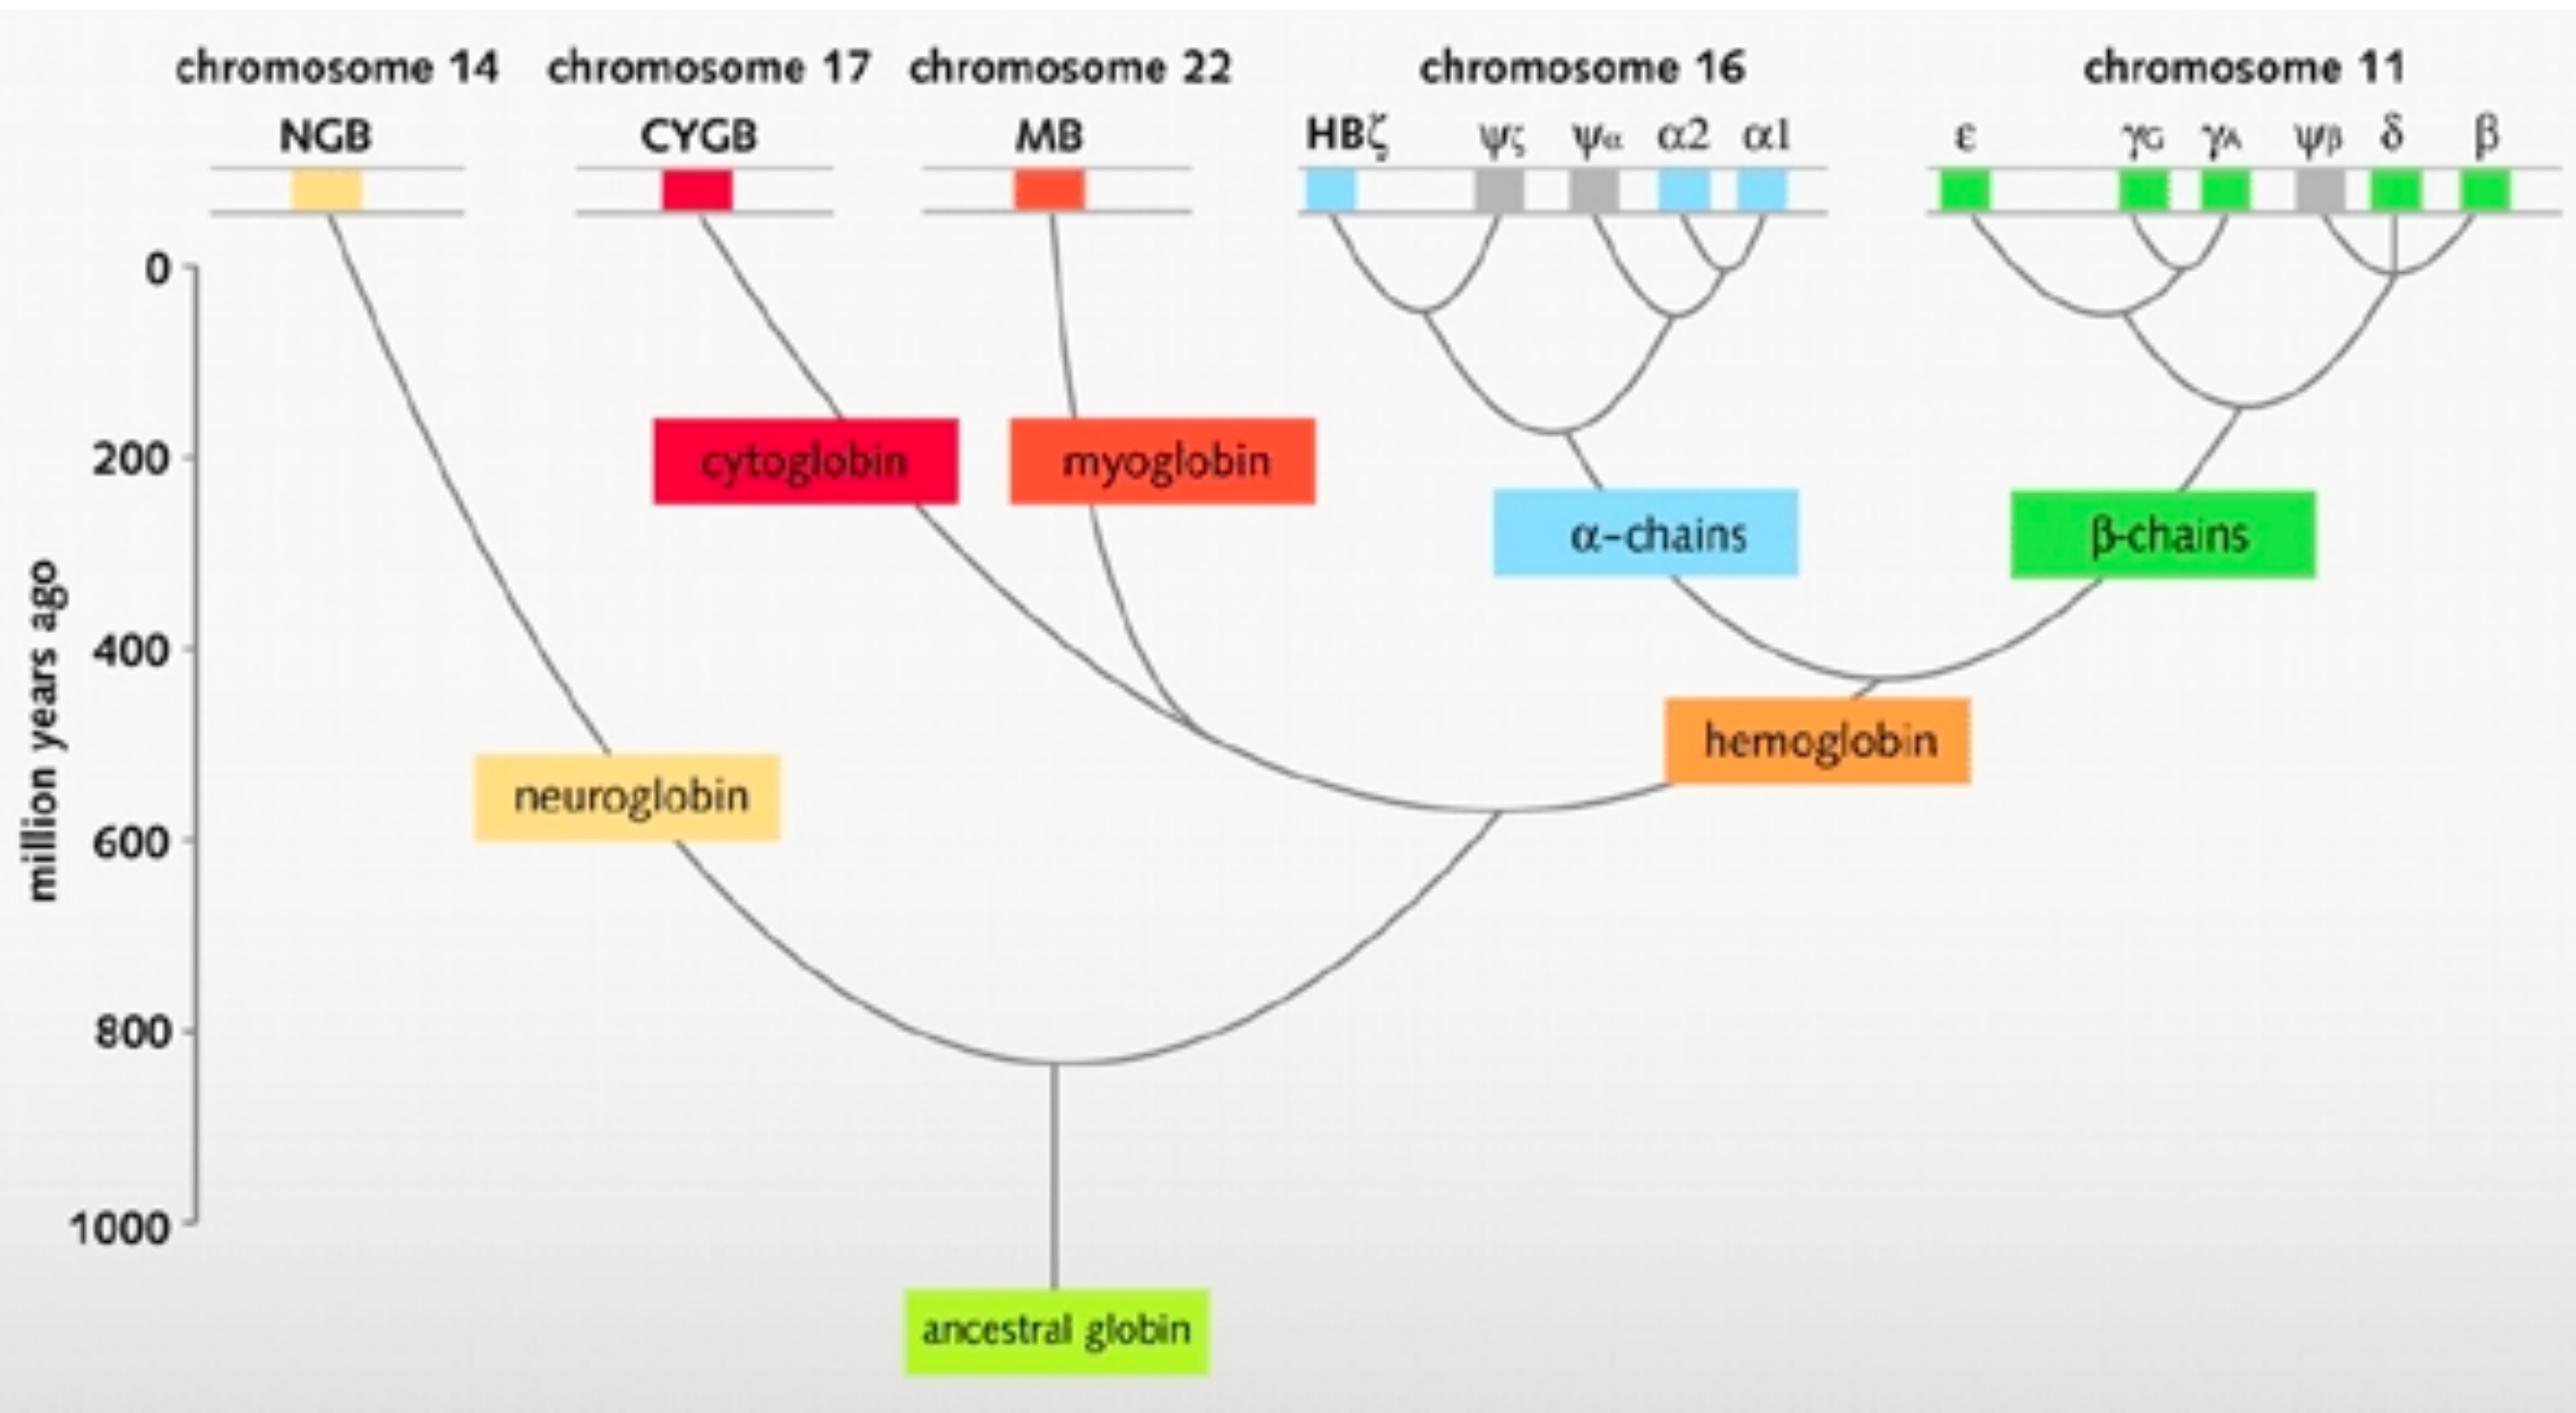 chromosome 14 chromosome 17 chromosome 22 chromosome 16 chromosome 11
NGB CYGB MB HBζ ψζ ψα α2 α1 ε γG γA ψβ δ β
0
200
400
600
800
1000
million years ago
cytoglobin myoglobin
α-chains β-chains
hemoglobin
neuroglobin
ancestral globin